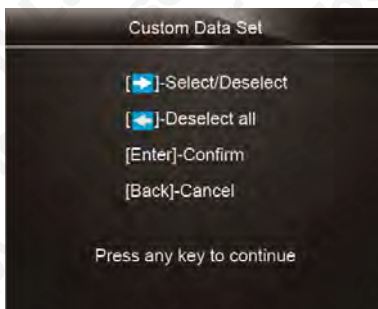 Custom Data Set
[→]-Select/Deselect
[←]-Deselect all
[Enter]-Confirm
[Back]-Cancel
Press any key to continue